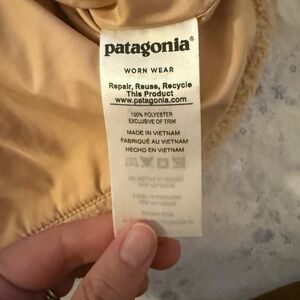 patagonia®
WORN WEAR
Repair, Reuse, Recycle
This Product
www.patagonia.com
100% POLYESTER
EXCLUSIVE OF TRIM
MADE IN VIETNAM
FABRIQUÉ AU VIETNAM
HECHO EN VIETNAM